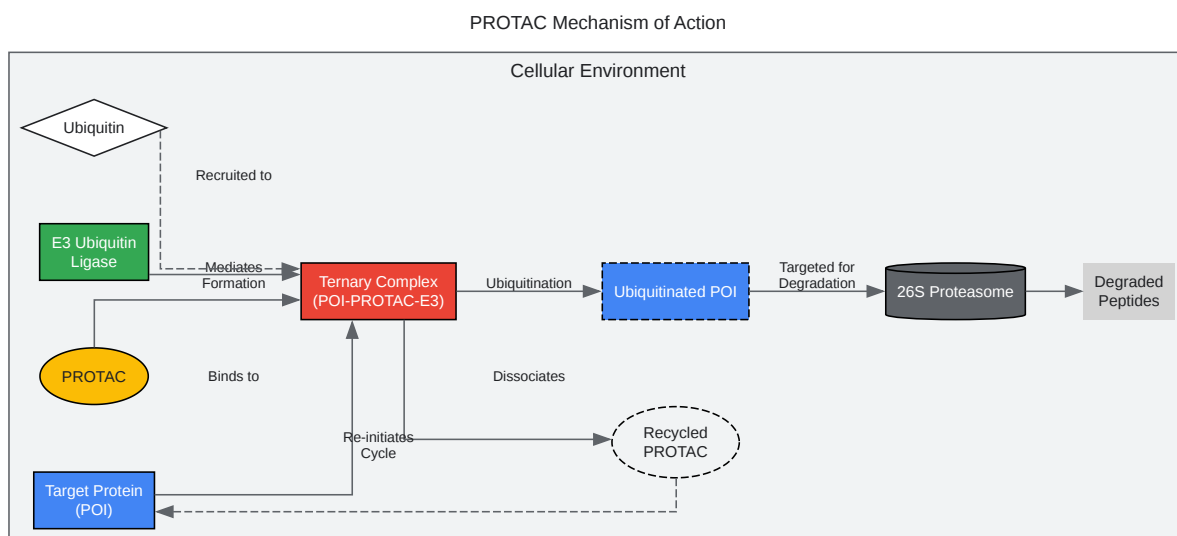 PROTAC Mechanism of Action
Cellular Environment
Ubiquitin
Recruited to
E3 Ubiquitin
Ligase
Mediates
Formation
Ternary Complex
(POI-PROTAC-E3)
Ubiquitination
Ubiquitinated POI
Targeted for
Degradation
26S Proteasome
Degraded
Peptides
PROTAC
Binds to
Dissociates
Re-initiates
Cycle
Recycled
PROTAC
Target Protein
(POI)